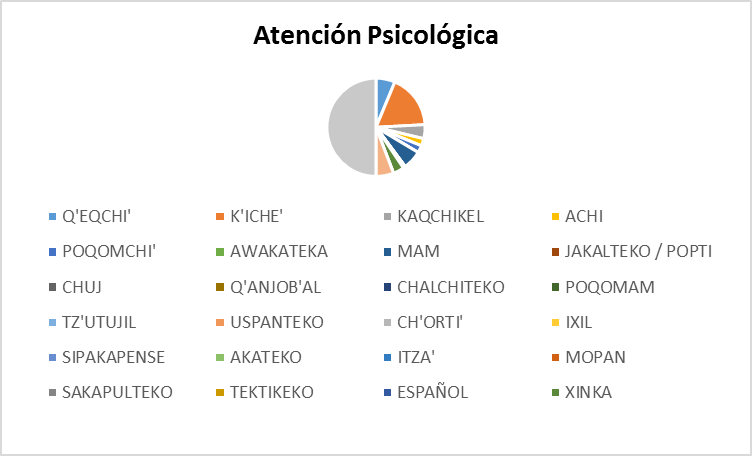 Atención Psicológica
Q'EQCHI' K'ICHE' KAQCHIKEL ACHI
POQOMCHI' AWAKATEKA MAM JAKALTEKO / POPTI
CHUJ Q'ANJOB'AL CHALCHITEKO POQOMAM
TZ'UTUJIL USPANTEKO CH'ORTI' IXIL
SIPAKAPENSE AKATEKO ITZA' MOPAN
SAKAPULTEKO TEKTIKEKO ESPAÑOL XINKA